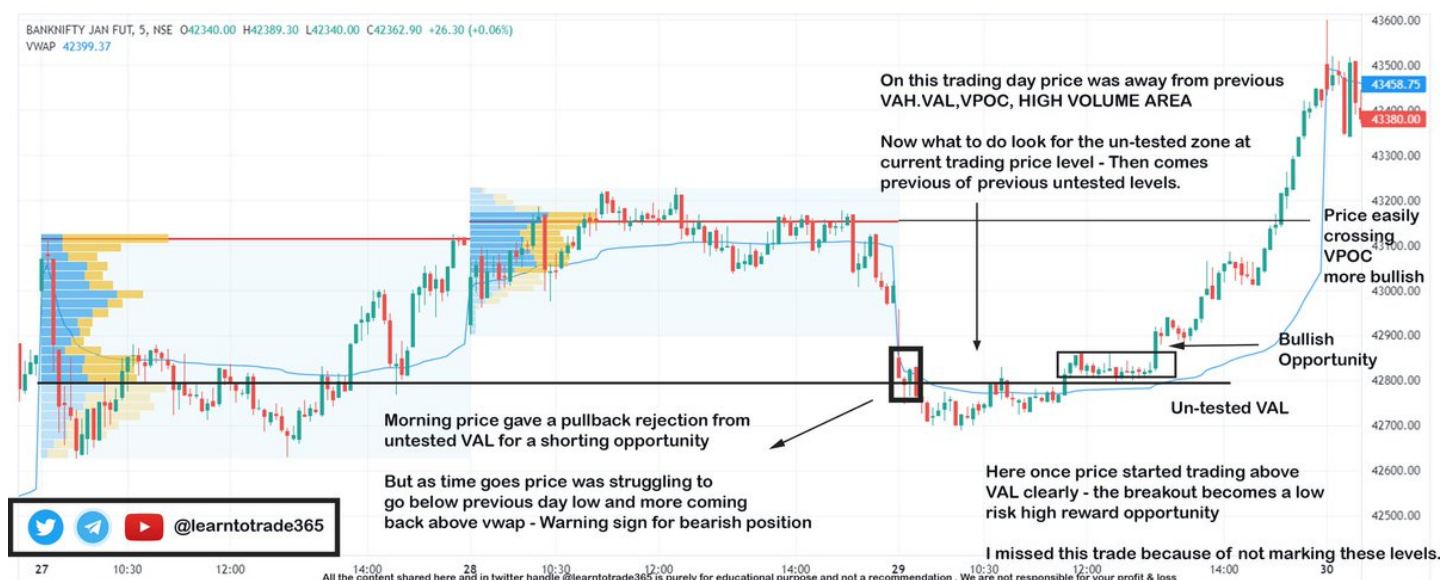 BANKNIFTY JAN FUT, 5, NSE O42340.00 H42389.30 L42340.00 C42362.90 +26.30 (+0.06%)
VWAP 42399.37
43600.00
43500.00
43458.75
43400.00
43380.00
43300.00
43200.00
43100.00
43000.00
42900.00
42800.00
42700.00
42600.00
42500.00
On this trading day price was away from previous
VAH.VAL,VPOC, HIGH VOLUME AREA
Now what to do look for the un-tested zone at
current trading price level - Then comes
previous of previous untested levels.
Price easily
crossing
VPOC
more bullish
Bullish
Opportunity
Un-tested VAL
Morning price gave a pullback rejection from
untested VAL for a shorting opportunity
But as time goes price was struggling to
go below previous day low and more coming
back above vwap - Warning sign for bearish position
Here once price started trading above
VAL clearly - the breakout becomes a low
risk high reward opportunity
I missed this trade because of not marking these levels.
@learntotrade365
27 10:30 12:00 14:00 28 10:30 12:00 14:00 29 10:30 12:00 14:00 30
All the content shared here and in twitter handle @learntotrade365 is purely for educational purpose and not a recommendation . We are not responsible for your profit & loss